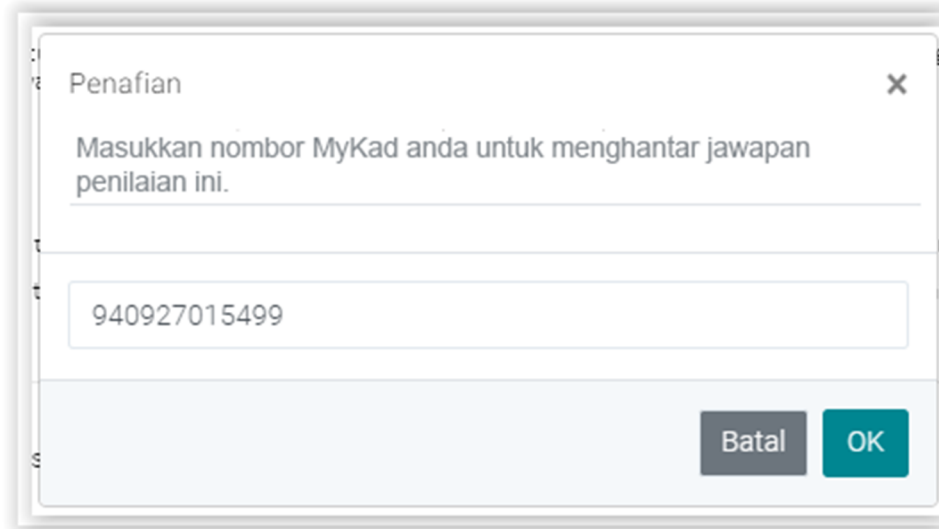 Penafian
Masukkan nombor MyKad anda untuk menghantar jawapan
penilaian ini.
940927015499
Batal OK